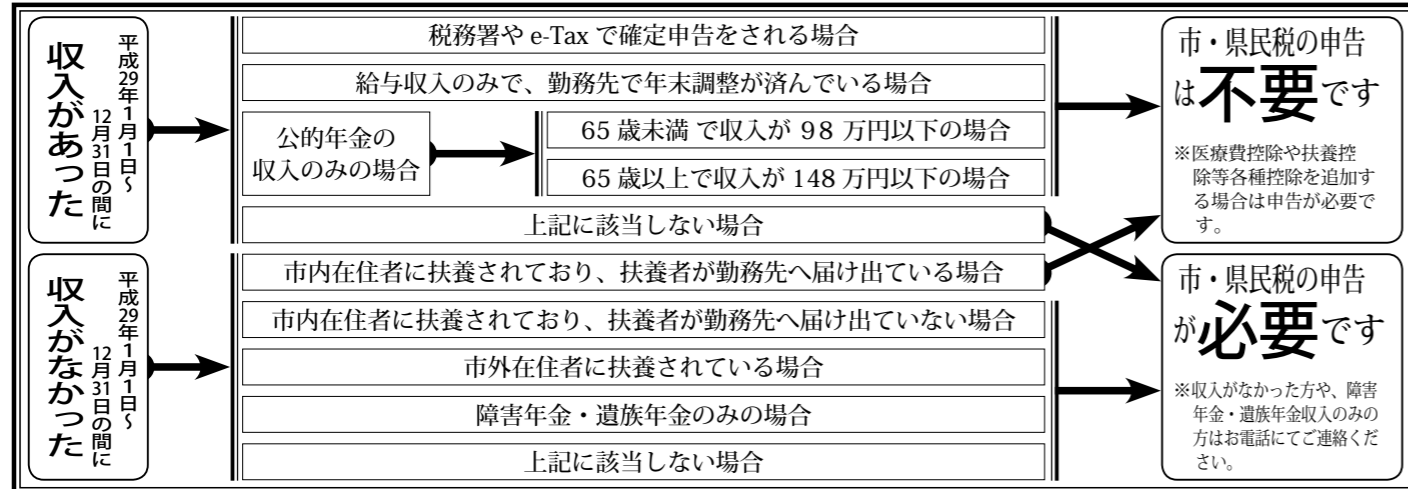 平成29年1月1日~
12月31日の間に
収入があった
税務署や e-Tax で確定申告をされる場合
給与収入のみで、勤務先で年末調整が済んでいる場合
公的年金の
収入のみの場合
65 歳未満 で収入が 98 万円以下の場合
65 歳以上で収入が 148 万円以下の場合
上記に該当しない場合
市・県民税の申告
は不要です
※医療費控除や扶養控
除等各種控除を追加す
る場合は申告が必要で
す。
平成29年1月1日~
12月31日の間に
収入がなかった
市内在住者に扶養されており、扶養者が勤務先へ届け出ている場合
市内在住者に扶養されており、扶養者が勤務先へ届け出ていない場合
市外在住者に扶養されている場合
障害年金・遺族年金のみの場合
上記に該当しない場合
市・県民税の申告
が必要です
※収入がなかった方や、障害
年金・遺族年金収入のみの
方はお電話にてご連絡くだ
さい。